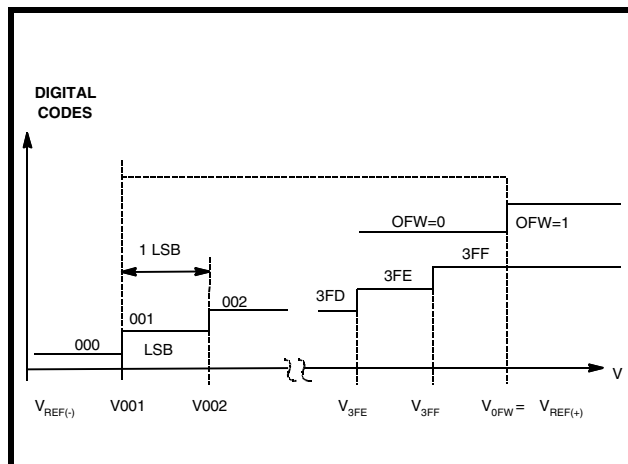 DIGITAL
CODES
OFW=0
OFW=1
1 LSB
3FF
3FE
002
3FD
001
000
LSB
V
VREF(-)
V001
V002
V3FE
V3FF
V0FW =
VREF(+)